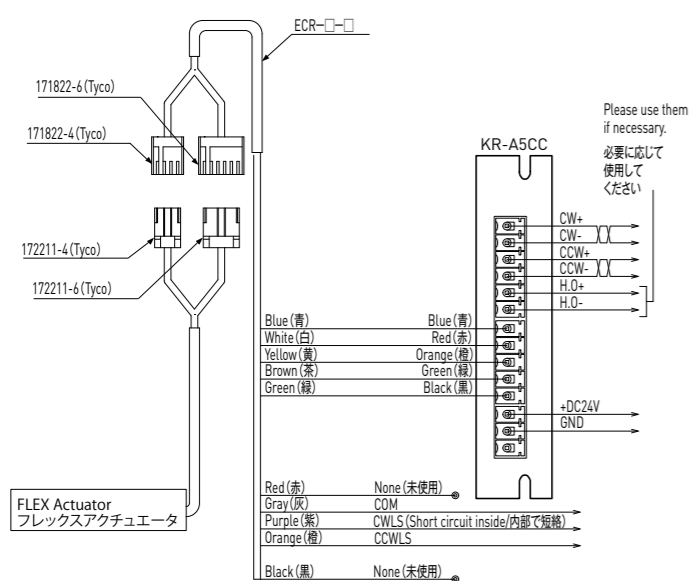 ECR-□-□
171822-6(Tyco)
171822-4(Tyco)
172211-4(Tyco)
172211-6(Tyco)
FLEX Actuator
フレックスアクチュエータ
KR-A5CC
Please use them
if necessary.
必要に応じて
使用して
ください
CW+
CW-
CCW+
CCW-
H.O+
H.O-
Blue(青) Blue(青)
White(白) Red(赤)
Yellow(黄) Orange(橙)
Brown(茶) Green(緑)
Green(緑) Black(黒)
+DC24V
GND
Red(赤) None(未使用)
Gray(灰) COM
Purple(紫) CWLS(Short circuit inside/内部で短絡)
Orange(橙) CCWLS
Black(黒) None(未使用)